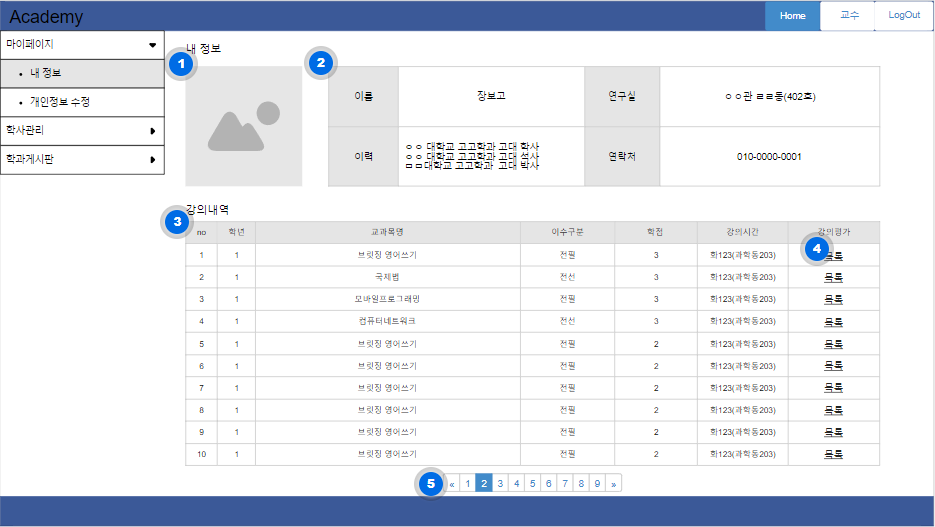 Academy
Home 교수 LogOut
마이페이지
내 정보
개인정보 수정
학사관리
학과게시판
내 정보
1
2
이름 장보고 연구실 ㅇㅇ관 ㄹㄹ동(402호)
이력
ㅇㅇ 대학교 고고학과 고대 학사
ㅇㅇ 대학교 고고학과 고대 석사
ㅁㅁ대학교 고고학과 고대 박사
연락처 010-0000-0001
강의내역
3
no 학년 교과목명 이수구분 학점 강의시간 강의평가
4
1 1 브릿징 영어쓰기 전필 3 화123(과학동203) 목록
2 1 국제법 전선 3 화123(과학동203) 목록
3 1 모바일프로그래밍 전필 3 화123(과학동203) 목록
4 1 컴퓨터네트워크 전선 3 화123(과학동203) 목록
5 1 브릿징 영어쓰기 전필 2 화123(과학동203) 목록
6 1 브릿징 영어쓰기 전필 2 화123(과학동203) 목록
7 1 브릿징 영어쓰기 전필 2 화123(과학동203) 목록
8 1 브릿징 영어쓰기 전필 2 화123(과학동203) 목록
9 1 브릿징 영어쓰기 전필 2 화123(과학동203) 목록
10 1 브릿징 영어쓰기 전필 2 화123(과학동203) 목록
5
« 1 2 3 4 5 6 7 8 9 »